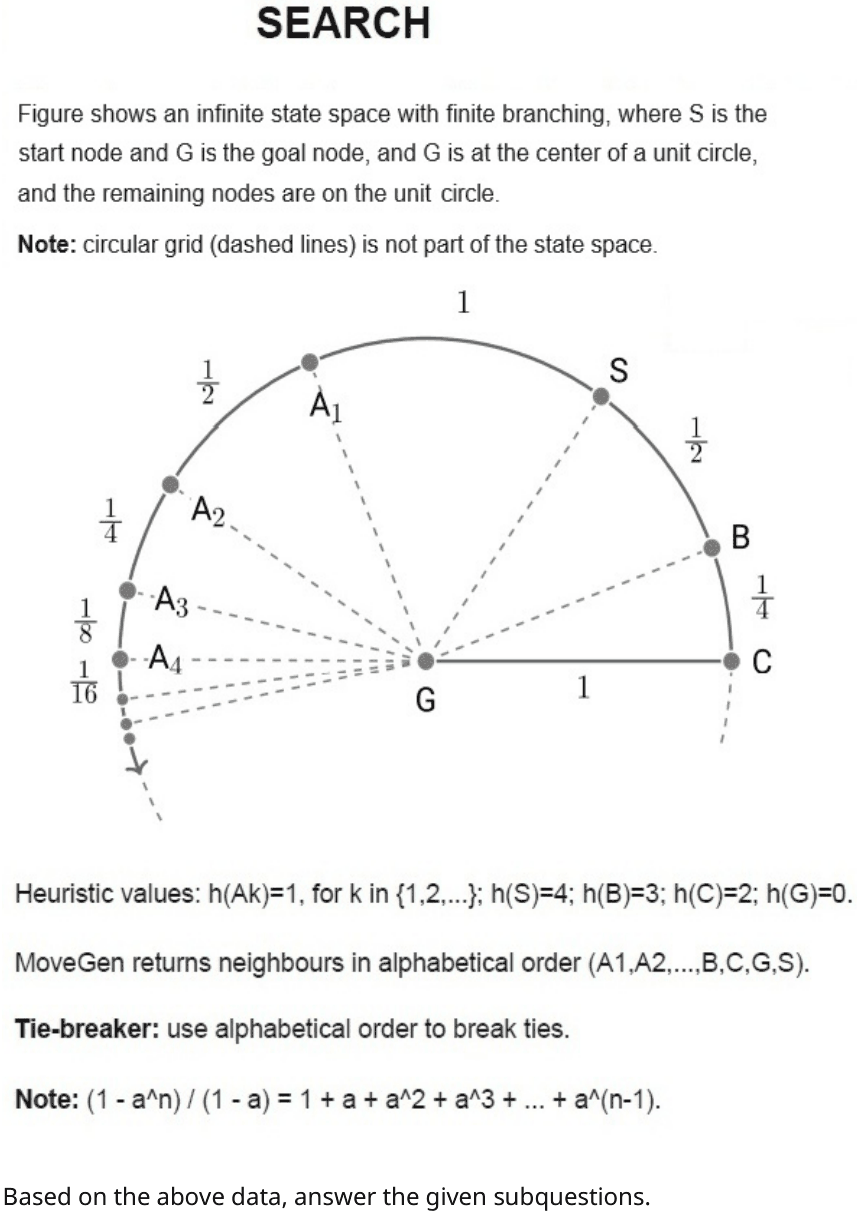 SEARCH
Figure shows an infinite state space with finite branching, where S is the
start node and G is the goal node, and G is at the center of a unit circle,
and the remaining nodes are on the unit circle.
Note: circular grid (dashed lines) is not part of the state space.
1
1/2
A1
S
1/2
1/4
A2
B
1/8
A3
1/4
1/16
A4
G
1
C
Heuristic values: h(Ak)=1, for k in {1,2,...}; h(S)=4; h(B)=3; h(C)=2; h(G)=0.
MoveGen returns neighbours in alphabetical order (A1,A2,...,B,C,G,S).
Tie-breaker: use alphabetical order to break ties.
Note: (1 - a^n) / (1 - a) = 1 + a + a^2 + a^3 + ... + a^(n-1).
Based on the above data, answer the given subquestions.